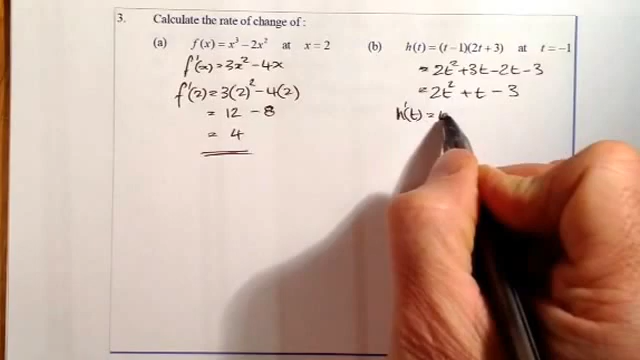 3. Calculate the rate of change of :
(a) f(x) = x³ − 2x² at x = 2
f'(x) = 3x² − 4x
f'(2) = 3(2)² − 4(2)
= 12 − 8
= 4
(b) h(t) = (t − 1)(2t + 3) at t = −1
= 2t² + 3t − 2t − 3
= 2t² + t − 3
h'(t) = 4